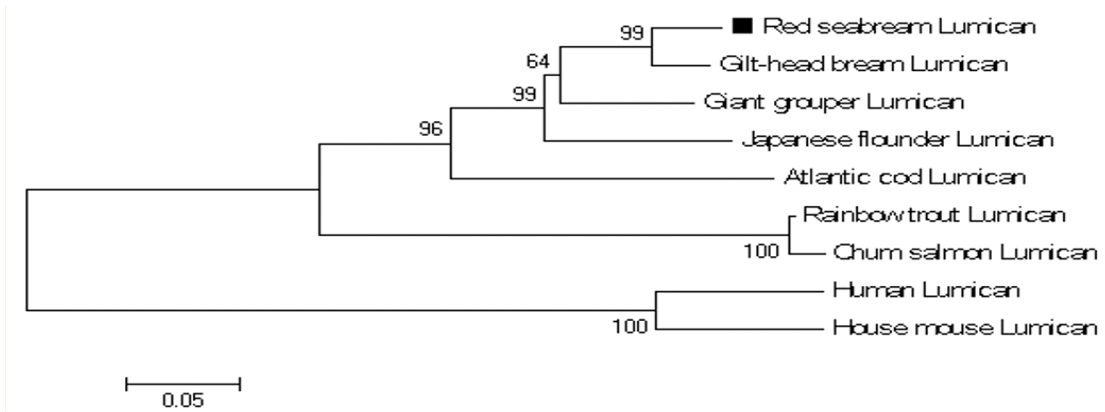 99
Red seabream Lumican
64
Gilt-head bream Lumican
99
Giant grouper Lumican
96
Japanese flounder Lumican
Atlantic cod Lumican
Rainbow trout Lumican
100
Chum salmon Lumican
Human Lumican
100
House mouse Lumican
0.05